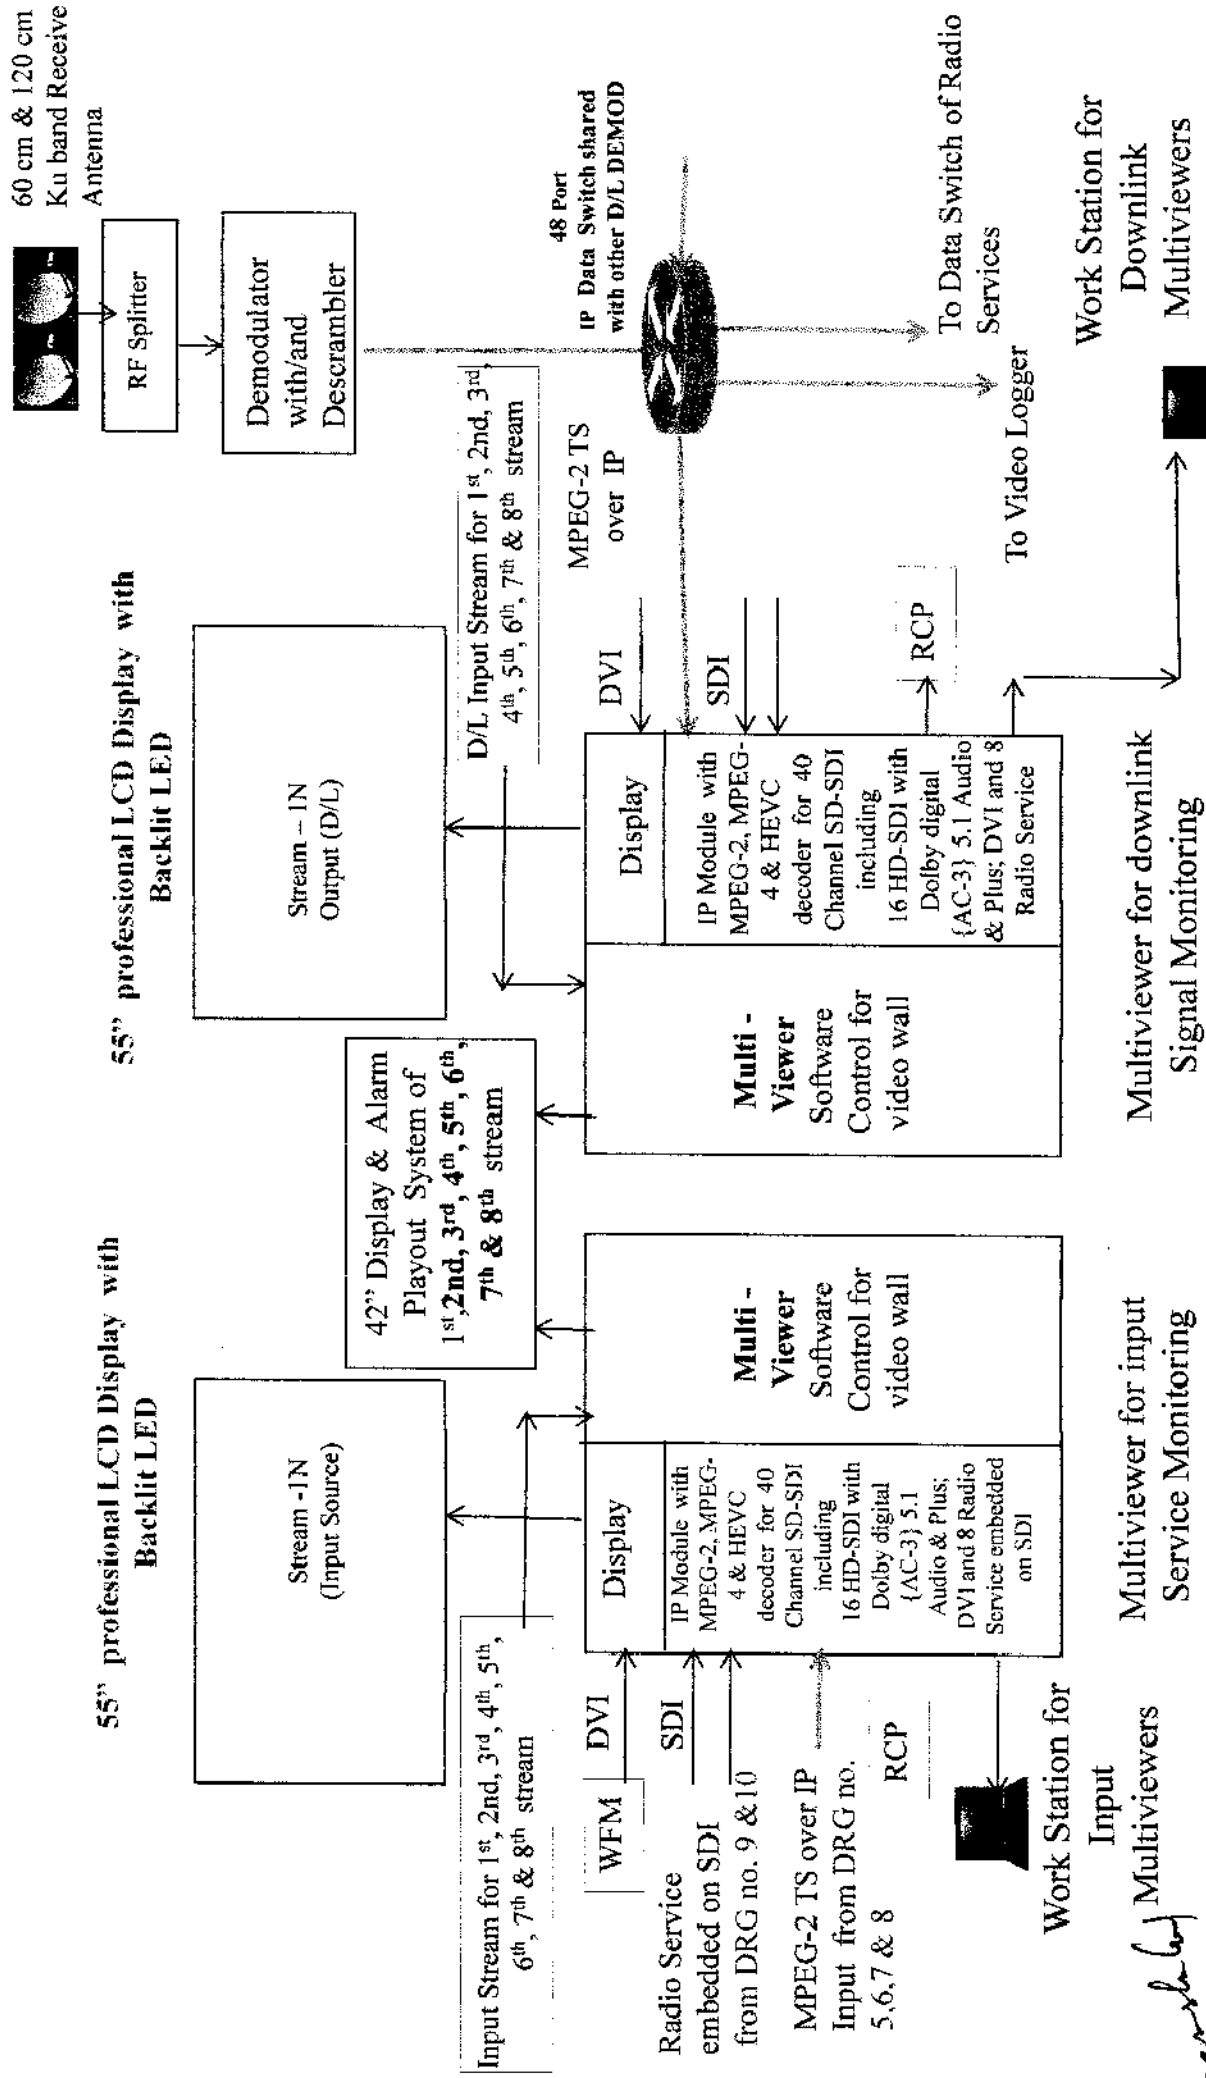 55” professional LCD Display with
Backlit LED
55” professional LCD Display with
Backlit LED
60 cm & 120 cm
Ku band Receive
Antenna
Stream -1N
(Input Source)
42” Display & Alarm
Playout System of
1st,2nd, 3rd, 4th, 5th, 6th,
7th & 8th stream
Stream – 1N
Output (D/L)
RF Splitter
Demodulator
with/and
Descrambler
Input Stream for 1st, 2nd, 3rd, 4th, 5th,
6th, 7th & 8th stream
D/L Input Stream for 1st, 2nd, 3rd,
4th, 5th, 6th, 7th & 8th stream
MPEG-2 TS
over IP
48 Port
IP Data Switch shared
with other D/L DEMOD
WFM
DVI
SDI
Radio Service
embedded on SDI
from DRG no. 9 &10
MPEG-2 TS over IP
Input from DRG no.
5,6,7 & 8
RCP
Display
IP Module with
MPEG-2, MPEG-
4 & HEVC
decoder for 40
Channel SD-SDI
including
16 HD-SDI with
Dolby digital
{AC-3} 5.1
Audio & Plus;
DVI and 8 Radio
Service embedded
on SDI
Multi -
Viewer
Software
Control for
video wall
Multi -
Viewer
Software
Control for
video wall
Display
IP Module with
MPEG-2, MPEG-
4 & HEVC
decoder for 40
Channel SD-SDI
including
16 HD-SDI with
Dolby digital
{AC-3} 5.1 Audio
& Plus; DVI and 8
Radio Service
DVI
SDI
RCP
To Video Logger
To Data Switch of Radio
Services
Work Station for
Input
Multiviewers
Multiviewer for input
Service Monitoring
Multiviewer for downlink
Signal Monitoring
Work Station for
Downlink
Multiviewers